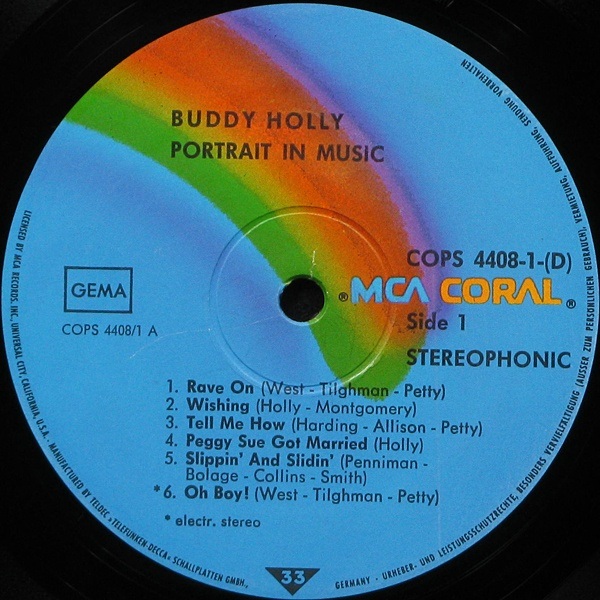 BUDDY HOLLY
PORTRAIT IN MUSIC
COPS 4408-1-(D)
® MCA CORAL ®
GEMA
Side 1
COPS 4408/1 A
STEREOPHONIC
1. Rave On (West - Tilghman - Petty)
2. Wishing (Holly - Montgomery)
3. Tell Me How (Harding - Allison - Petty)
4. Peggy Sue Got Married (Holly)
5. Slippin' And Slidin' (Penniman -
Bolage - Collins - Smith)
*6. Oh Boy! (West - Tilghman - Petty)
* electr. stereo
33
LICENSED BY MCA RECORDS, INC., UNIVERSAL CITY, CALIFORNIA, U.S.A. · MANUFACTURED BY TELDEC »TELEFUNKEN-DECCA« SCHALLPLATTEN GMBH.,
GERMANY · URHEBER- UND LEISTUNGSSCHUTZRECHTE, BESONDERS VERVIELFÄLTIGUNG (AUSSER ZUM PERSÖNLICHEN GEBRAUCH), VERMIETUNG, AUFFÜHRUNG, SENDUNG VORBEHALTEN